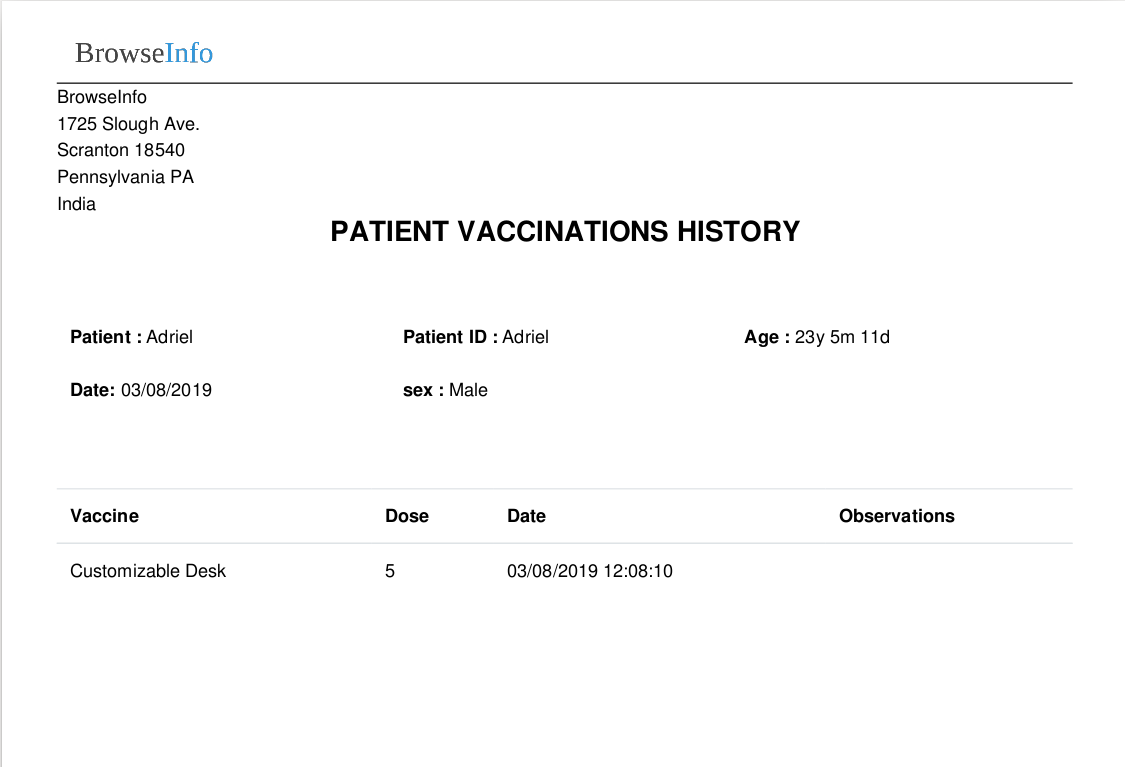 BrowseInfo
BrowseInfo
1725 Slough Ave.
Scranton 18540
Pennsylvania PA
India
PATIENT VACCINATIONS HISTORY
Patient : Adriel Patient ID : Adriel Age : 23y 5m 11d
Date: 03/08/2019 sex : Male
Vaccine Dose Date Observations
Customizable Desk 5 03/08/2019 12:08:10